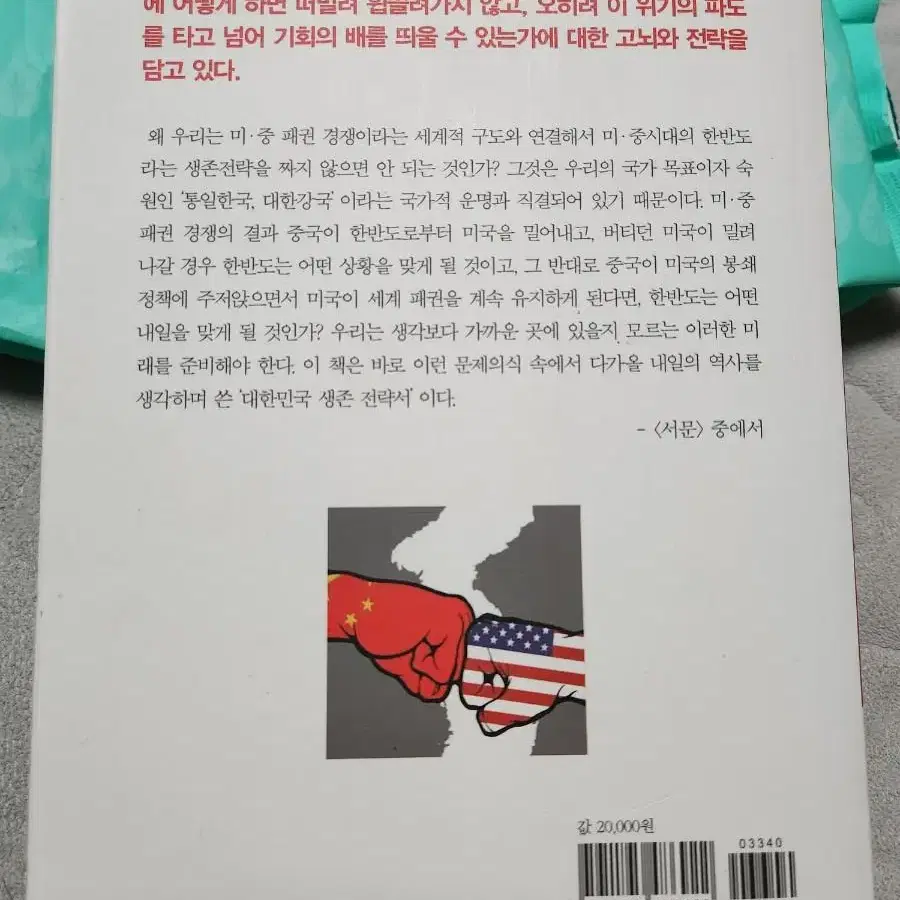 에 어떻게 하면 떠밀려 휩쓸려가지 않고, 오히려 이 위기의 파도
를 타고 넘어 기회의 배를 띄울 수 있는가에 대한 고뇌와 전략을
담고 있다.
왜 우리는 미·중 패권 경쟁이라는 세계적 구도와 연결해서 미·중시대의 한반도
라는 생존전략을 짜지 않으면 안 되는 것인가? 그것은 우리의 국가 목표이자 숙
원인 '통일한국, 대한강국' 이라는 국가적 운명과 직결되어 있기 때문이다. 미·중
패권 경쟁의 결과 중국이 한반도로부터 미국을 밀어내고, 버티던 미국이 밀려
나갈 경우 한반도는 어떤 상황을 맞게 될 것이고, 그 반대로 중국이 미국의 봉쇄
정책에 주저앉으면서 미국이 세계 패권을 계속 유지하게 된다면, 한반도는 어떤
내일을 맞게 될 것인가? 우리는 생각보다 가까운 곳에 있을지 모르는 이러한 미
래를 준비해야 한다. 이 책은 바로 이런 문제의식 속에서 다가올 내일의 역사를
생각하며 쓴 '대한민국 생존 전략서' 이다.
- 〈서문〉 중에서
값 20,000원
03340